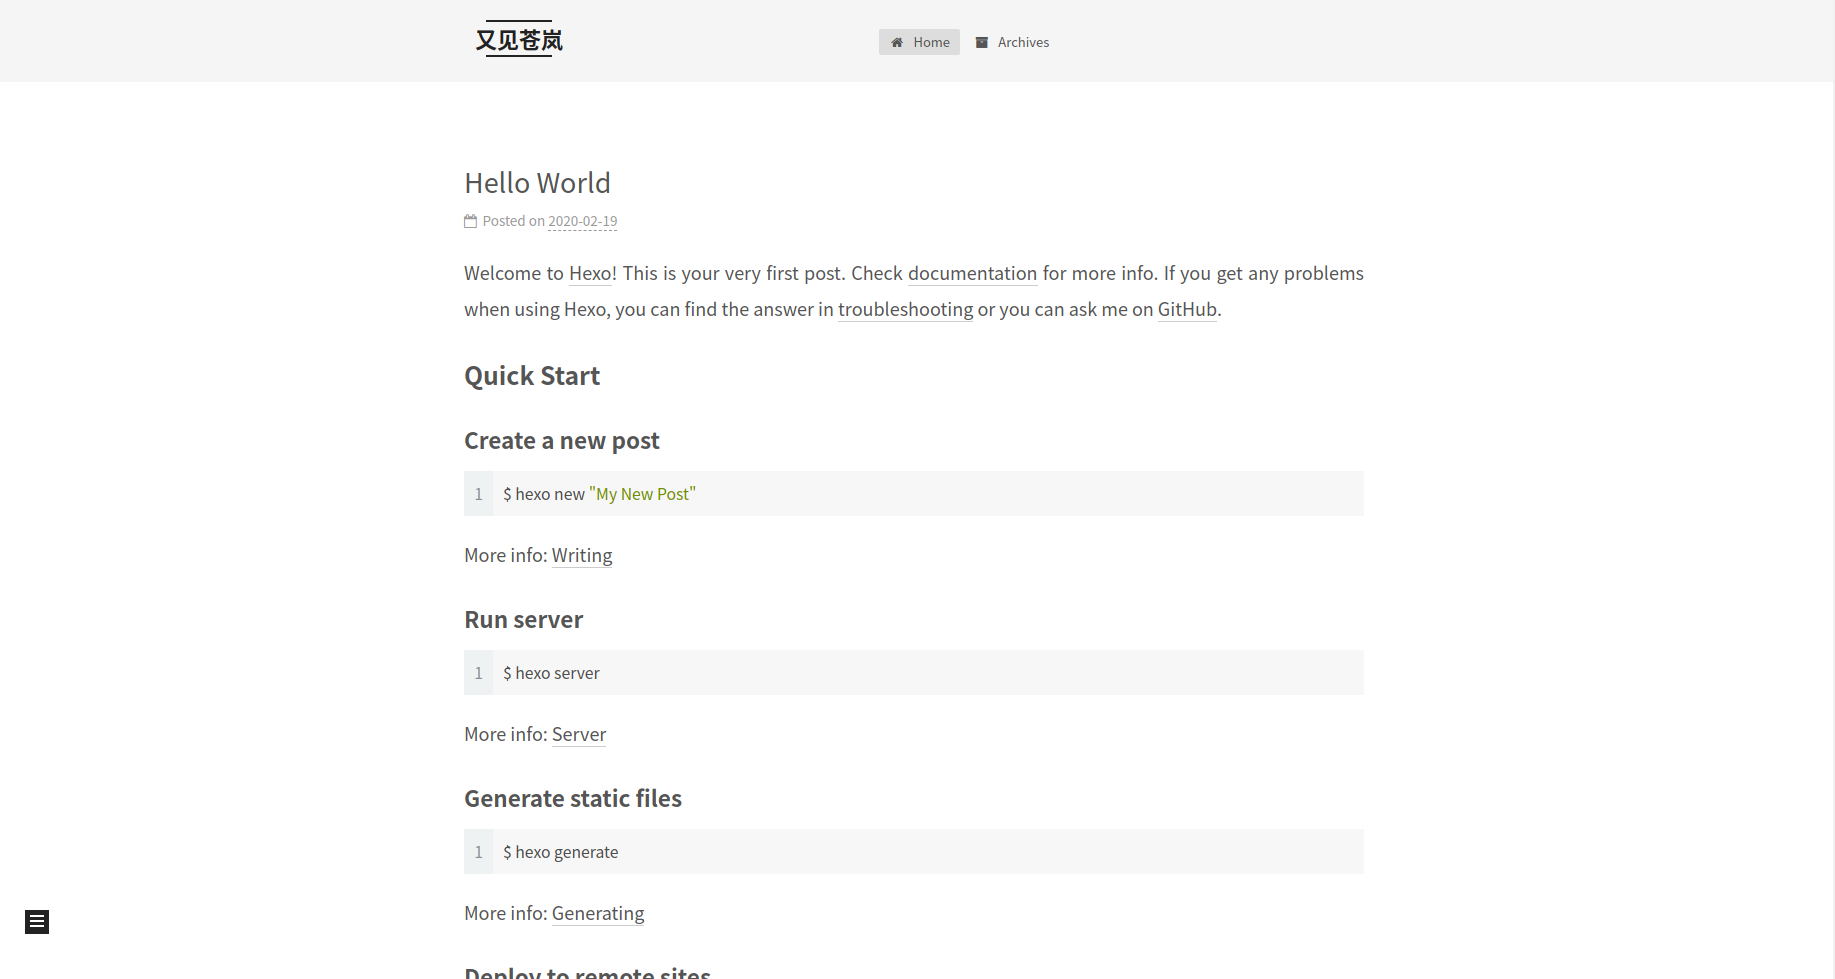 又见苍岚
Home
Archives
Hello World
Posted on 2020-02-19
Welcome to Hexo! This is your very first post. Check documentation for more info. If you get any problems
when using Hexo, you can find the answer in troubleshooting or you can ask me on GitHub.
Quick Start
Create a new post
1 $ hexo new "My New Post"
More info: Writing
Run server
1 $ hexo server
More info: Server
Generate static files
1 $ hexo generate
More info: Generating
Deploy to remote sites